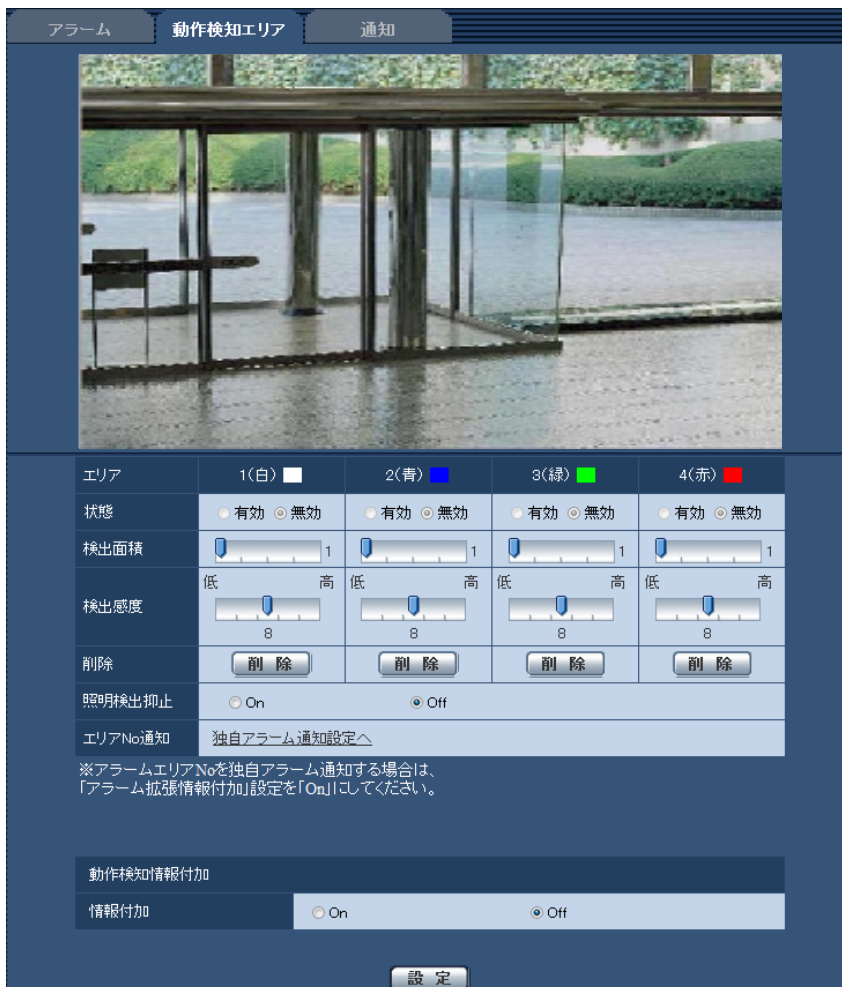 アラーム 動作検知エリア 通知
エリア 1(白) 2(青) 3(緑) 4(赤)
状態 有効 無効 有効 無効 有効 無効 有効 無効
検出面積 1 1 1 1
低 高 低 高 低 高 低 高
検出感度
8 8 8 8
削除 削 除 削 除 削 除 削 除
照明検出抑止 On Off
エリアNo通知 独自アラーム通知設定へ
※アラームエリアNoを独自アラーム通知する場合は、
「アラーム拡張情報付加」設定を「On」にしてください。
動作検知情報付加
情報付加 On Off
設 定